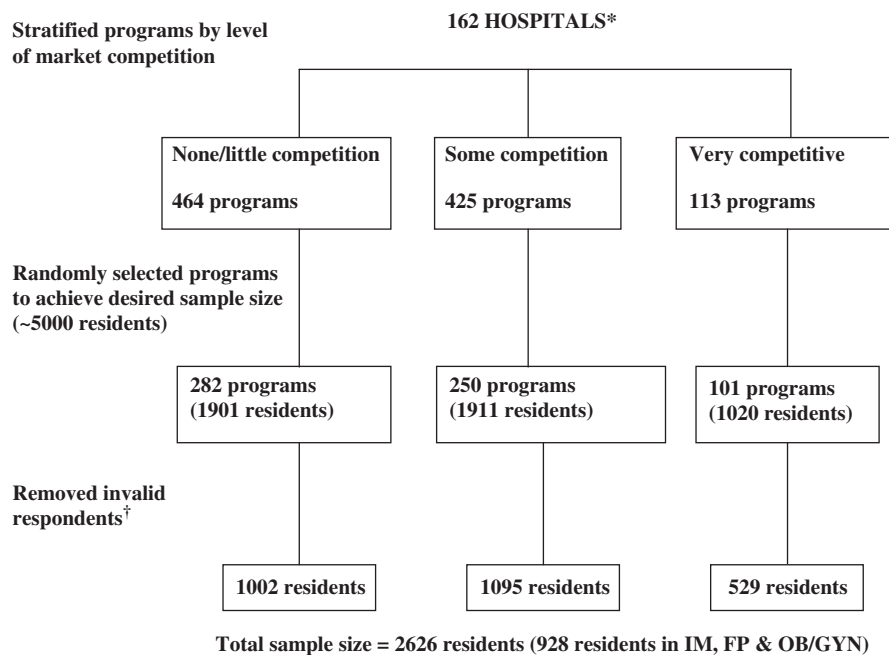 162 HOSPITALS*
Stratified programs by level
of market competition
None/little competition
464 programs
Some competition
425 programs
Very competitive
113 programs
Randomly selected programs
to achieve desired sample size
(~5000 residents)
282 programs
(1901 residents)
250 programs
(1911 residents)
101 programs
(1020 residents)
Removed invalid
respondents†
1002 residents
1095 residents
529 residents
Total sample size = 2626 residents (928 residents in IM, FP & OB/GYN)